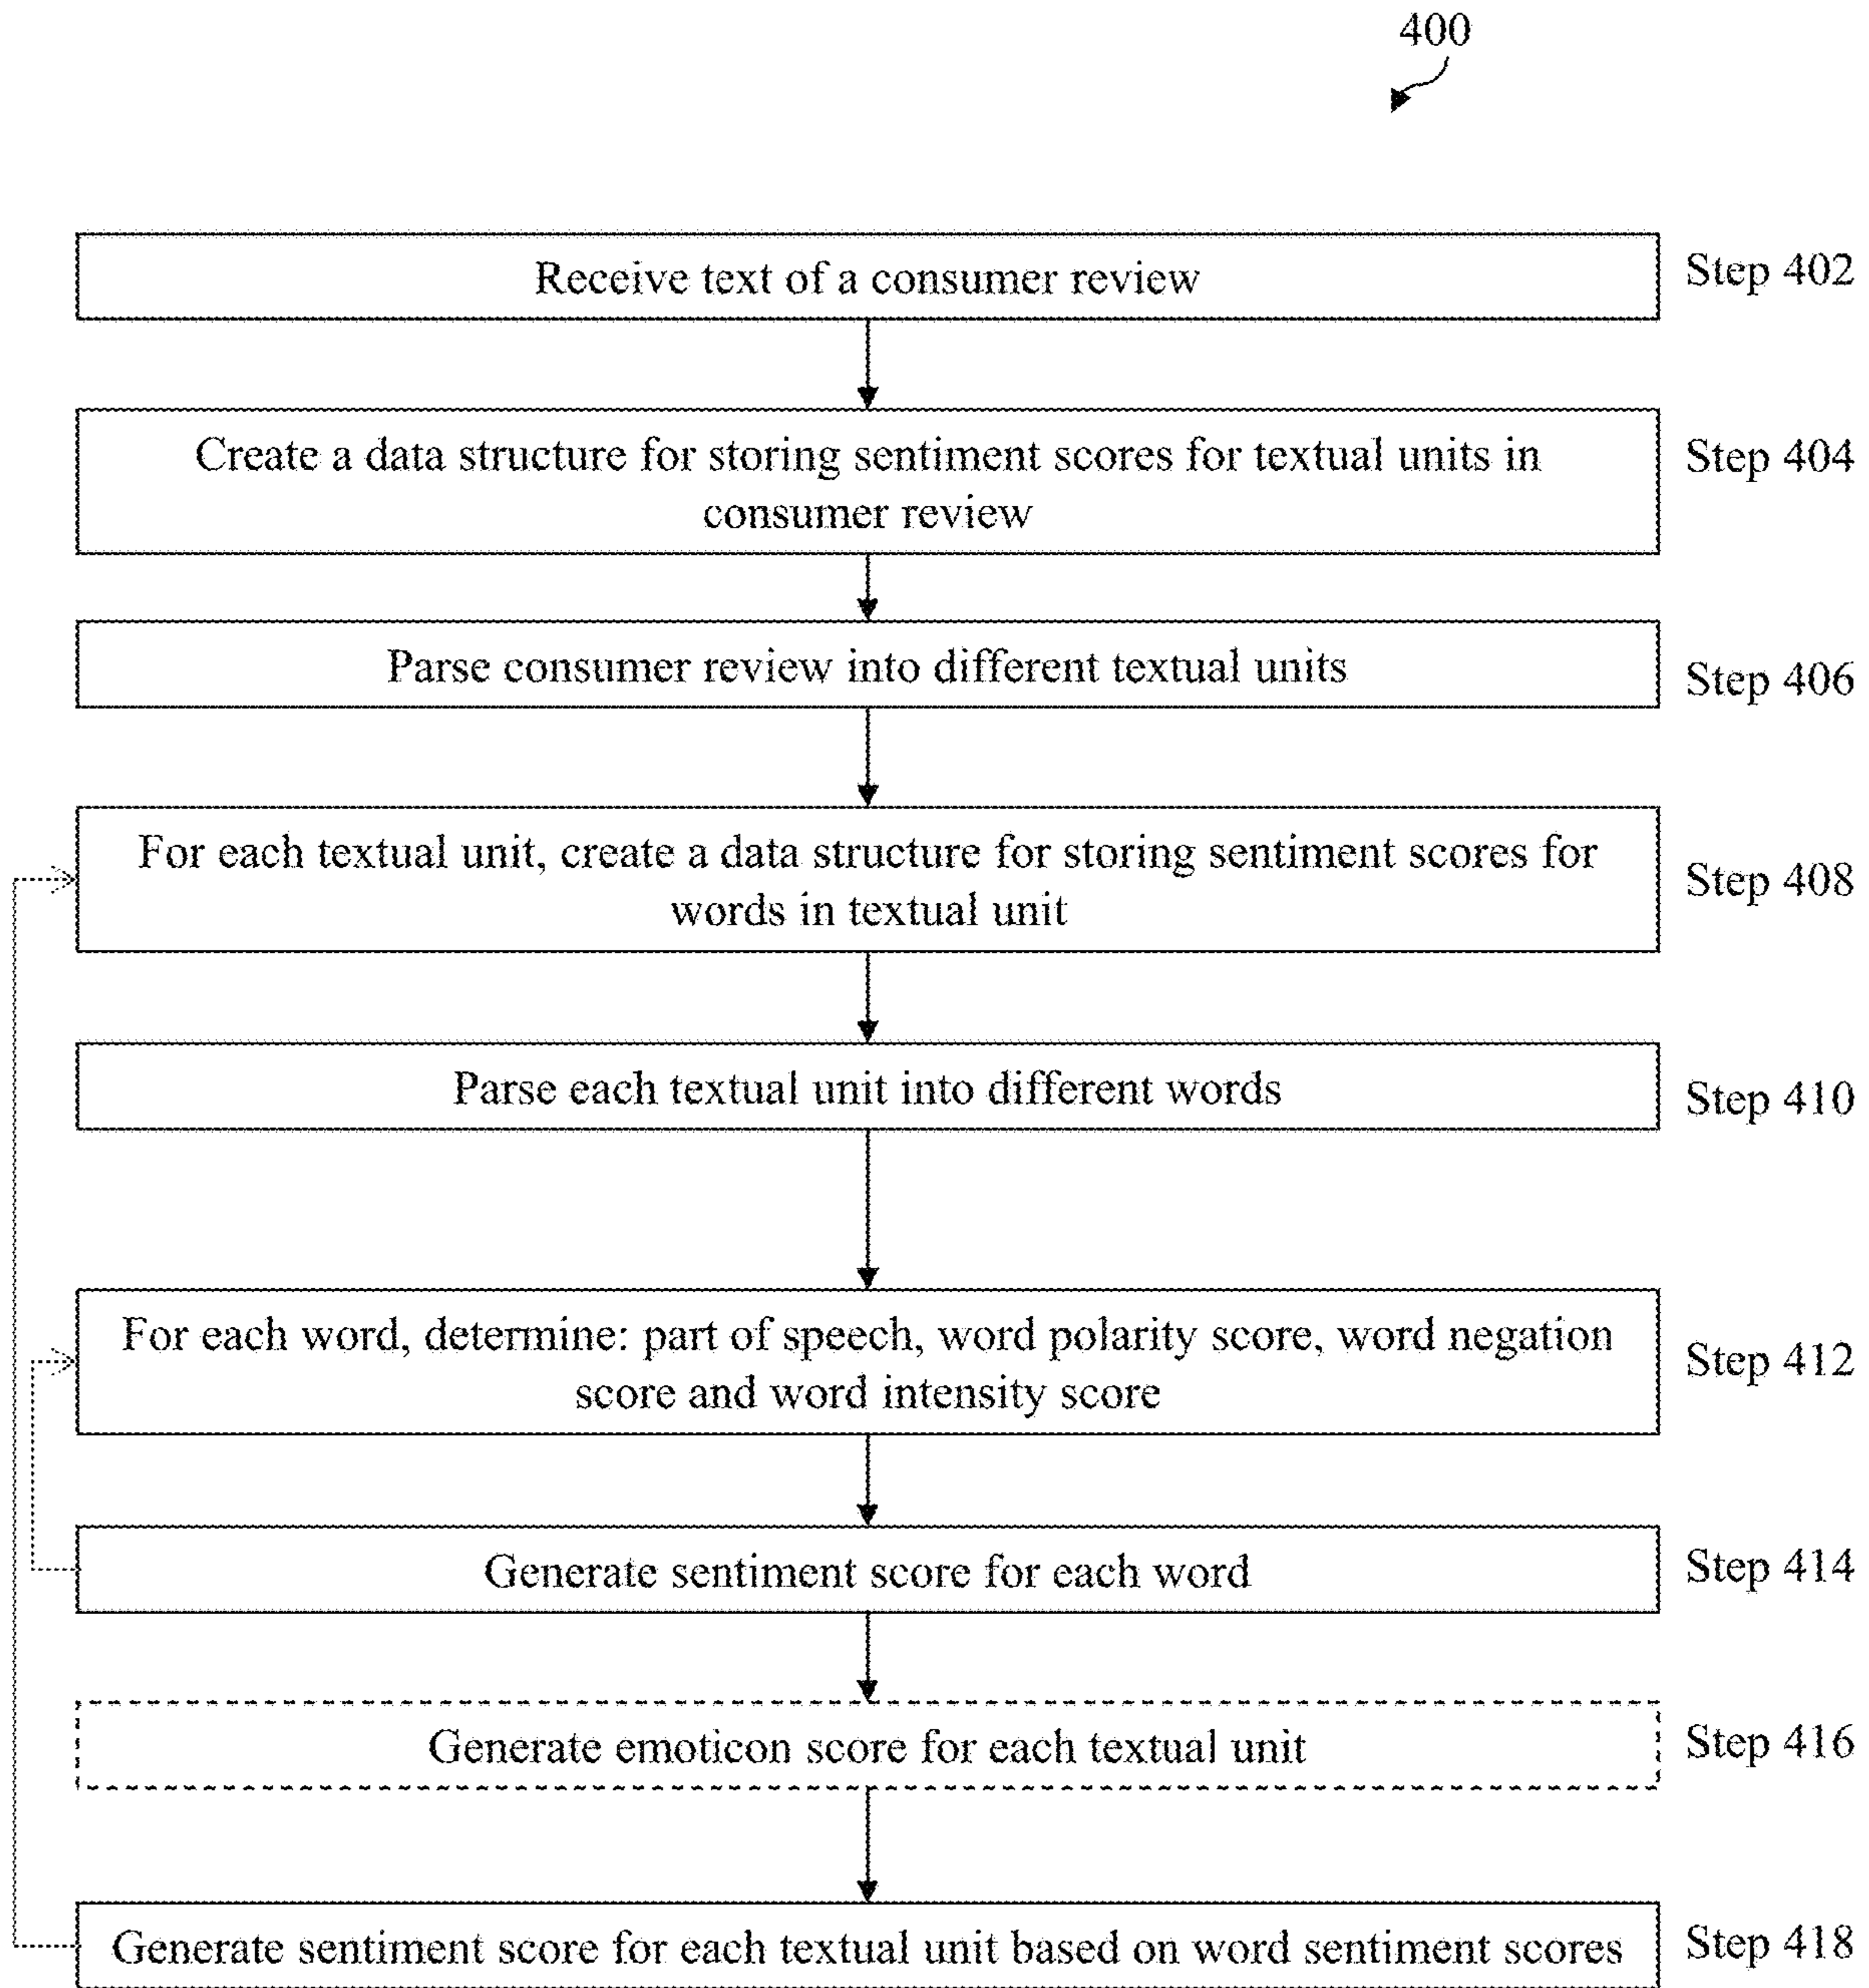 400
Receive text of a consumer review
Step 402
Create a data structure for storing sentiment scores for textual units in
consumer review
Step 404
Parse consumer review into different textual units
Step 406
For each textual unit, create a data structure for storing sentiment scores for
words in textual unit
Step 408
Parse each textual unit into different words
Step 410
For each word, determine: part of speech, word polarity score, word negation
score and word intensity score
Step 412
Generate sentiment score for each word
Step 414
Generate emoticon score for each textual unit
Step 416
Generate sentiment score for each textual unit based on word sentiment scores
Step 418